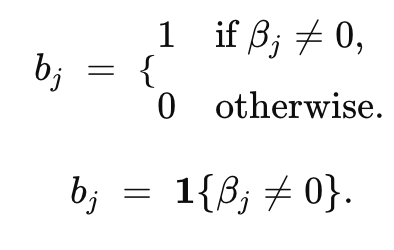 b_j = { 1 if β_j ≠ 0,
0 otherwise.
b_j = 1{β_j ≠ 0}.